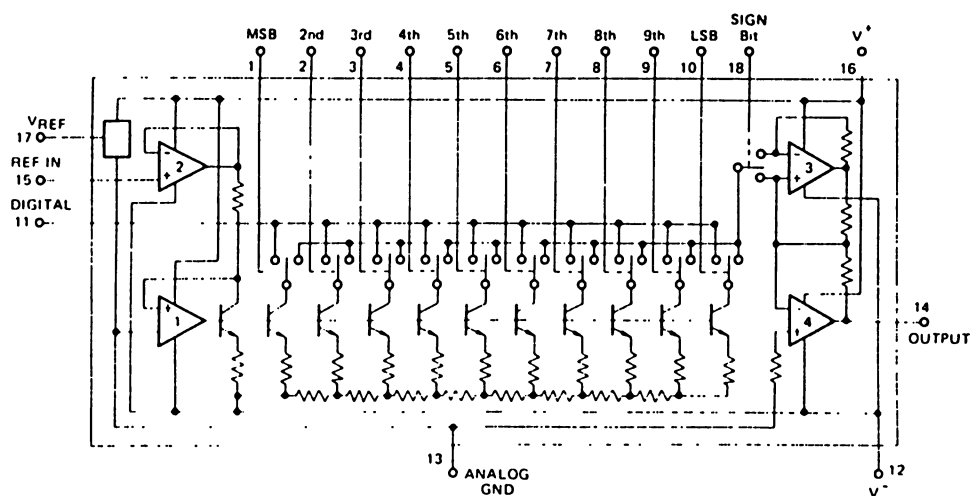 MSB 2nd 3rd 4th 5th 6th 7th 8th 9th LSB SIGN Bit V+
1 2 3 4 5 6 7 8 9 10 18 16
VREF
17
REF IN
15
DIGITAL
11
2
3
1
4
14
OUTPUT
13 ANALOG
GND
12
V-